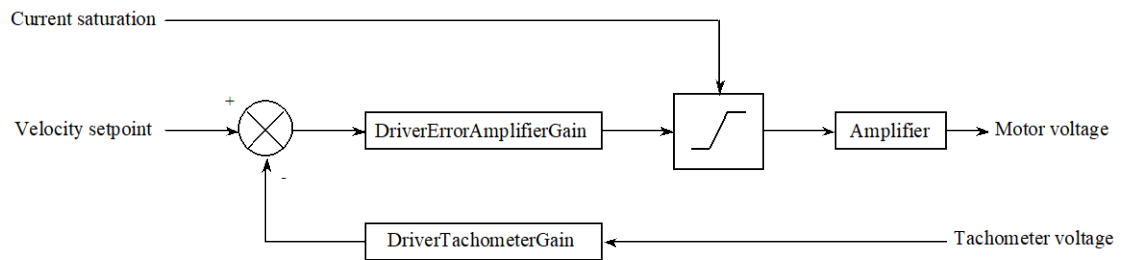 Current saturation
+
Velocity setpoint
DriverErrorAmplifierGain
Amplifier
Motor voltage
-
DriverTachometerGain
Tachometer voltage